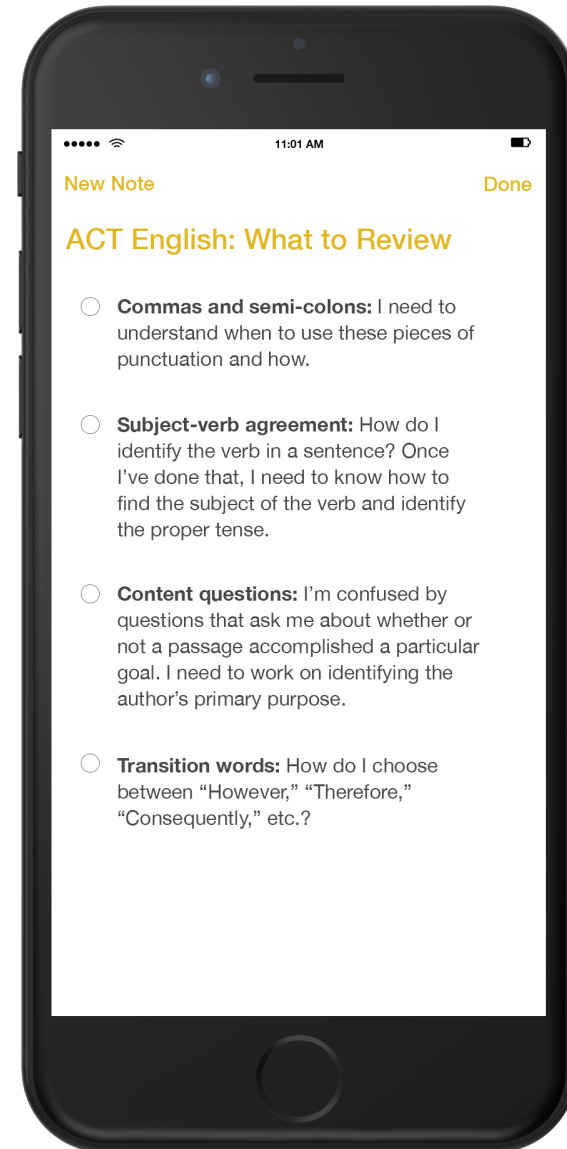 11:01 AM
New Note
Done
ACT English: What to Review
Commas and semi-colons: I need to
understand when to use these pieces of
punctuation and how.
Subject-verb agreement: How do I
identify the verb in a sentence? Once
I’ve done that, I need to know how to
find the subject of the verb and identify
the proper tense.
Content questions: I’m confused by
questions that ask me about whether or
not a passage accomplished a particular
goal. I need to work on identifying the
author’s primary purpose.
Transition words: How do I choose
between “However,” “Therefore,”
“Consequently,” etc.?